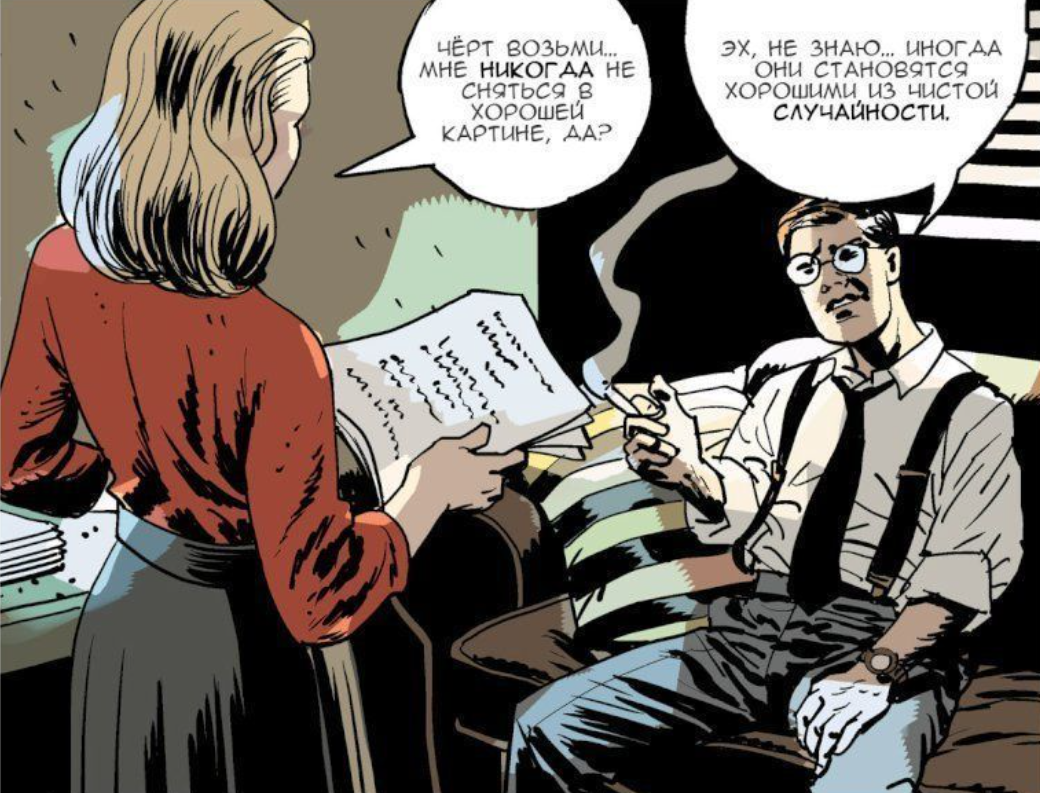 ЧЁРТ ВОЗЬМИ...
МНЕ НИКОГДА НЕ
СНЯТЬСЯ В
ХОРОШЕЙ
КАРТИНЕ, ДА?
ЭХ, НЕ ЗНАЮ... ИНОГДА
ОНИ СТАНОВЯТСЯ
ХОРОШИМИ ИЗ ЧИСТОЙ
СЛУЧАЙНОСТИ.